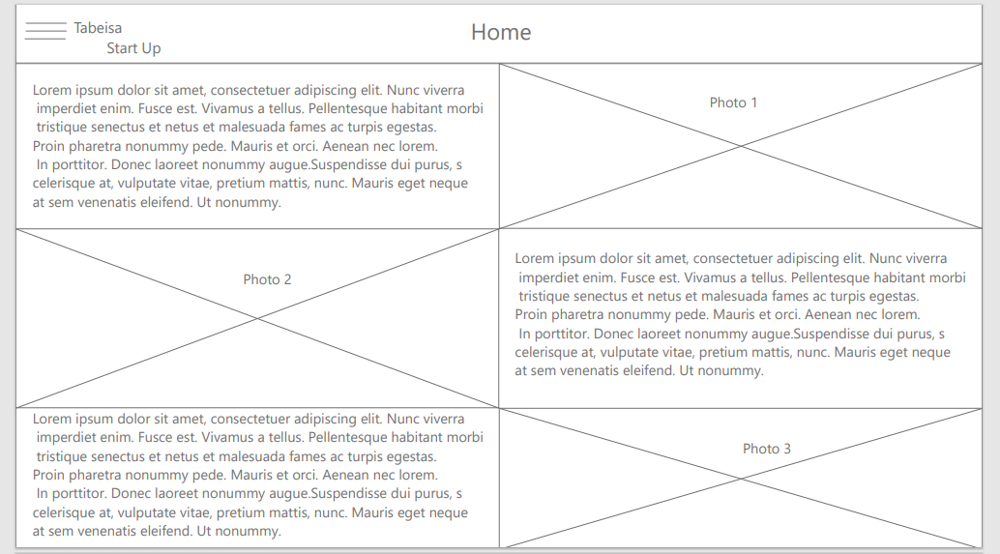 Tabeisa
Start Up
Home
Lorem ipsum dolor sit amet, consectetuer adipiscing elit. Nunc viverra
imperdiet enim. Fusce est. Vivamus a tellus. Pellentesque habitant morbi
tristique senectus et netus et malesuada fames ac turpis egestas.
Proin pharetra nonummy pede. Mauris et orci. Aenean nec lorem.
In porttitor. Donec laoreet nonummy augue.Suspendisse dui purus, s
celerisque at, vulputate vitae, pretium mattis, nunc. Mauris eget neque
at sem venenatis eleifend. Ut nonummy.
Photo 1
Photo 2
Lorem ipsum dolor sit amet, consectetuer adipiscing elit. Nunc viverra
imperdiet enim. Fusce est. Vivamus a tellus. Pellentesque habitant morbi
tristique senectus et netus et malesuada fames ac turpis egestas.
Proin pharetra nonummy pede. Mauris et orci. Aenean nec lorem.
In porttitor. Donec laoreet nonummy augue.Suspendisse dui purus, s
celerisque at, vulputate vitae, pretium mattis, nunc. Mauris eget neque
at sem venenatis eleifend. Ut nonummy.
Lorem ipsum dolor sit amet, consectetuer adipiscing elit. Nunc viverra
imperdiet enim. Fusce est. Vivamus a tellus. Pellentesque habitant morbi
tristique senectus et netus et malesuada fames ac turpis egestas.
Proin pharetra nonummy pede. Mauris et orci. Aenean nec lorem.
In porttitor. Donec laoreet nonummy augue.Suspendisse dui purus, s
celerisque at, vulputate vitae, pretium mattis, nunc. Mauris eget neque
at sem venenatis eleifend. Ut nonummy.
Photo 3